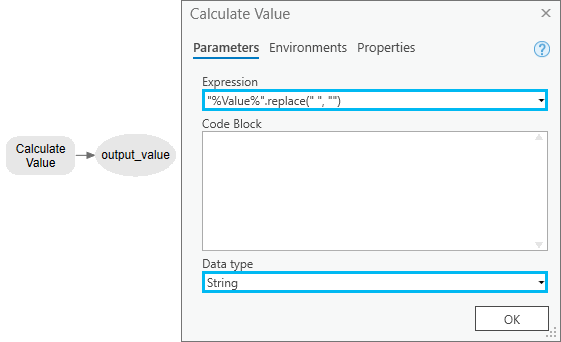 Calculate Value
Parameters Environments Properties
?
Expression
"%Value%".replace(" ", "")
Code Block
Calculate
Value
output_value
Data type
String
OK